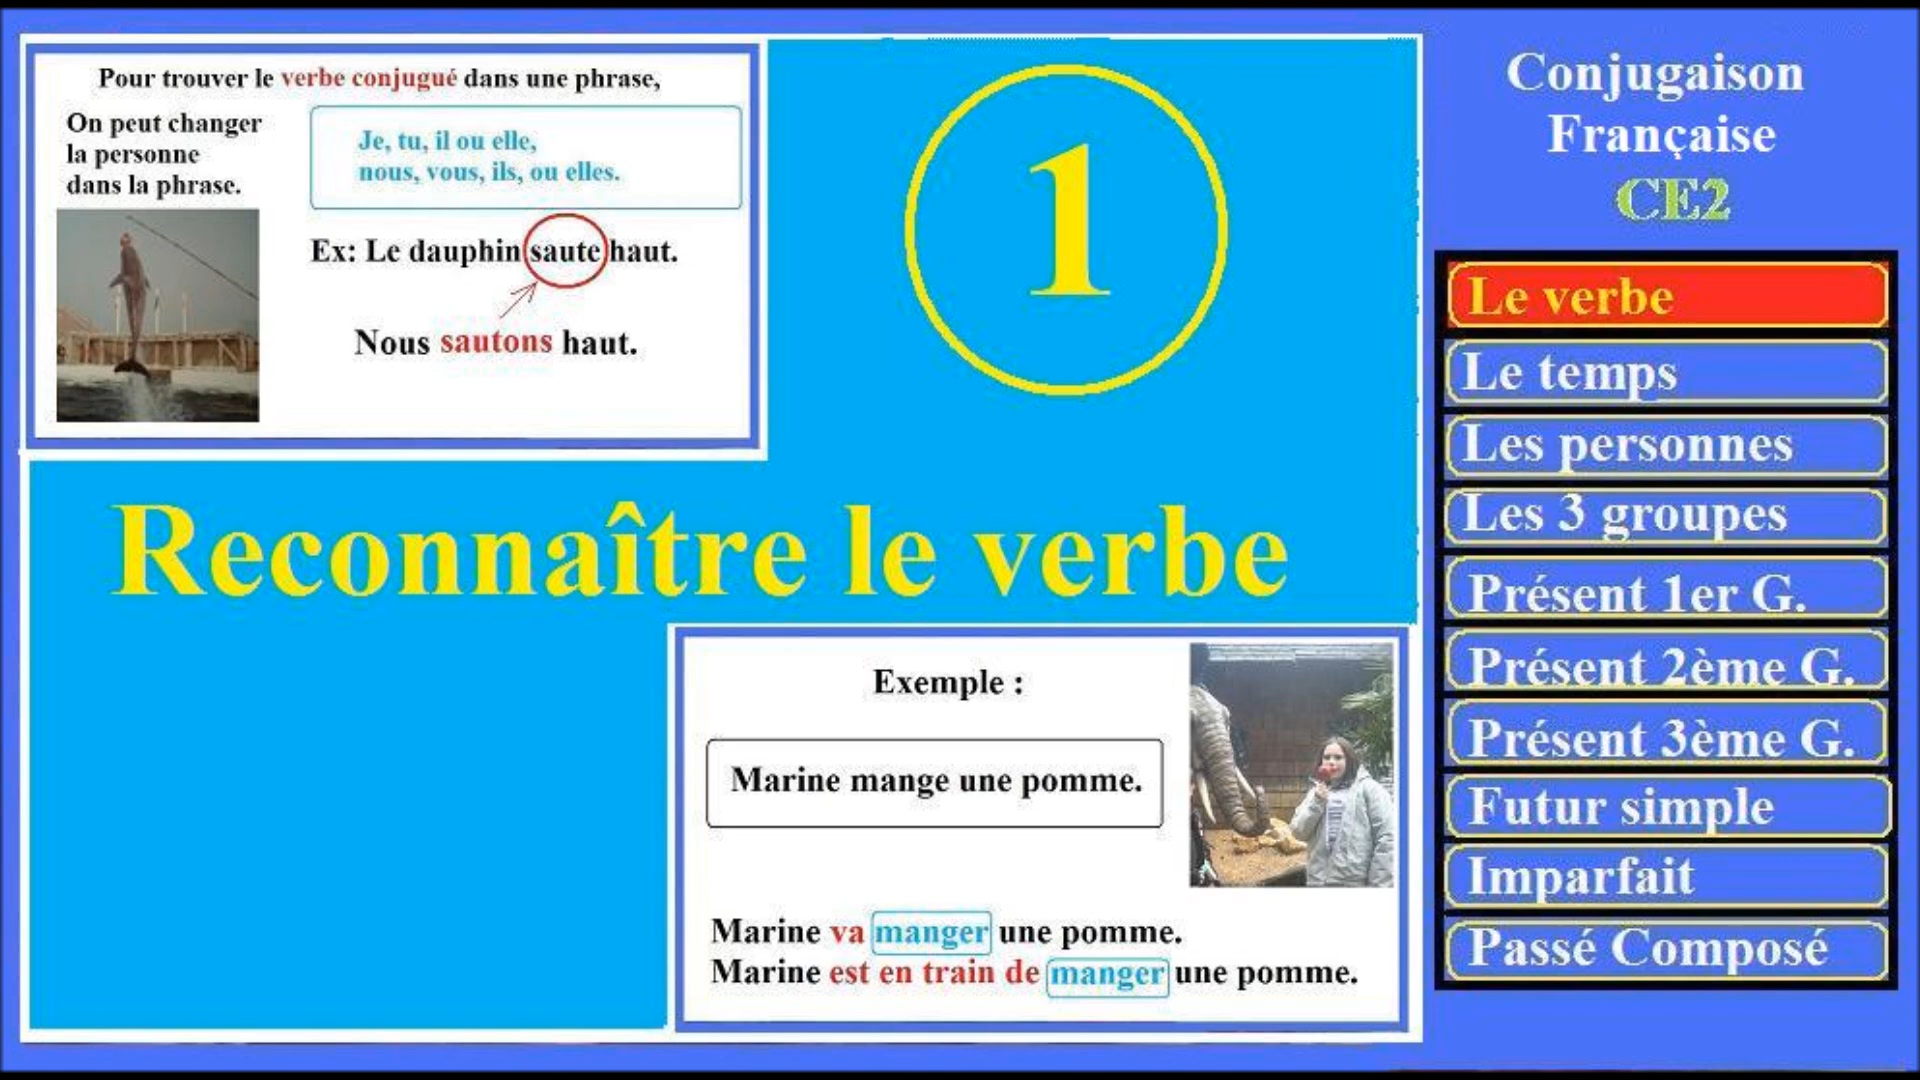 Pour trouver le verbe conjugué dans une phrase,
On peut changer
la personne
dans la phrase.
Je, tu, il ou elle,
nous, vous, ils, ou elles.
Ex: Le dauphin saute haut.
Nous sautons haut.
1
Reconnaître le verbe
Exemple :
Marine mange une pomme.
Marine va manger une pomme.
Marine est en train de manger une pomme.
Conjugaison
Française
CE2
Le verbe
Le temps
Les personnes
Les 3 groupes
Présent 1er G.
Présent 2ème G.
Présent 3ème G.
Futur simple
Imparfait
Passé Composé